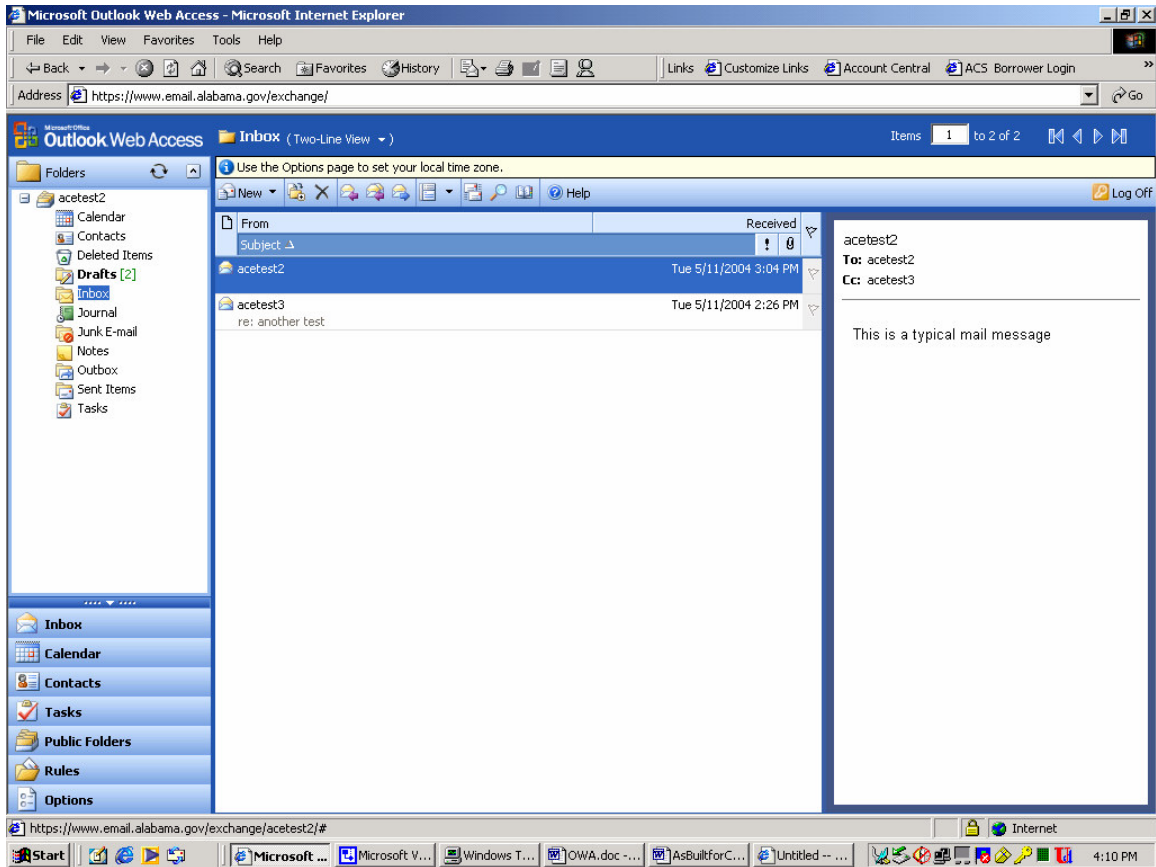 Microsoft Outlook Web Access - Microsoft Internet Explorer
File Edit View Favorites Tools Help
Back Search Favorites History Links Customize Links Account Central ACS Borrower Login »
Address https://www.email.alabama.gov/exchange/ Go
Microsoft Office
Outlook Web Access Inbox (Two-Line View ) Items 1 to 2 of 2
Folders
Use the Options page to set your local time zone.
New Help Log Off
acetest2
Calendar
Contacts
Deleted Items
Drafts [2]
Inbox
Journal
Junk E-mail
Notes
Outbox
Sent Items
Tasks
From Received
Subject !
acetest2 Tue 5/11/2004 3:04 PM
acetest3 Tue 5/11/2004 2:26 PM
re: another test
acetest2
To: acetest2
Cc: acetest3
This is a typical mail message
Inbox
Calendar
Contacts
Tasks
Public Folders
Rules
Options
https://www.email.alabama.gov/exchange/acetest2/# Internet
Start Microsoft ... Microsoft V... Windows T... OWA.doc -... AsBuiltforC... Untitled -- ... 4:10 PM